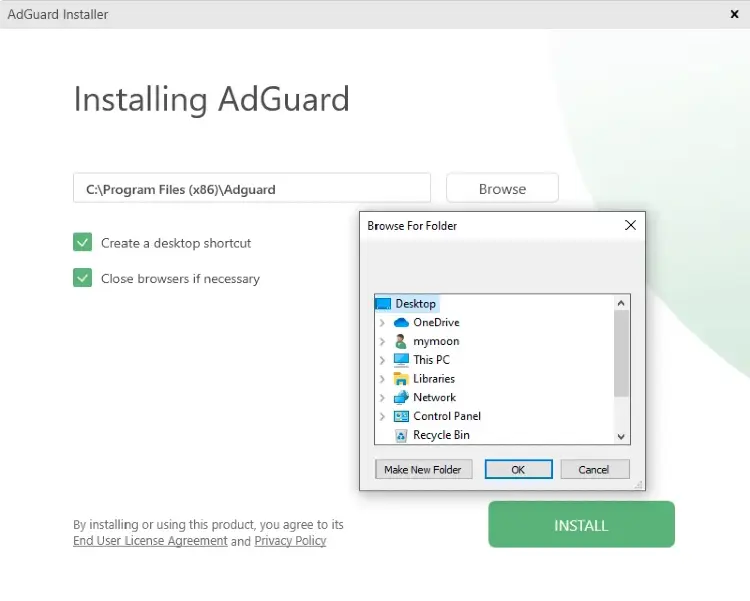 AdGuard Installer
Installing AdGuard
C:\Program Files (x86)\Adguard
Browse
Create a desktop shortcut
Close browsers if necessary
Browse For Folder
Desktop
OneDrive
mymoon
This PC
Libraries
Network
Control Panel
Recycle Bin
Make New Folder OK Cancel
By installing or using this product, you agree to its
End User License Agreement and Privacy Policy
INSTALL